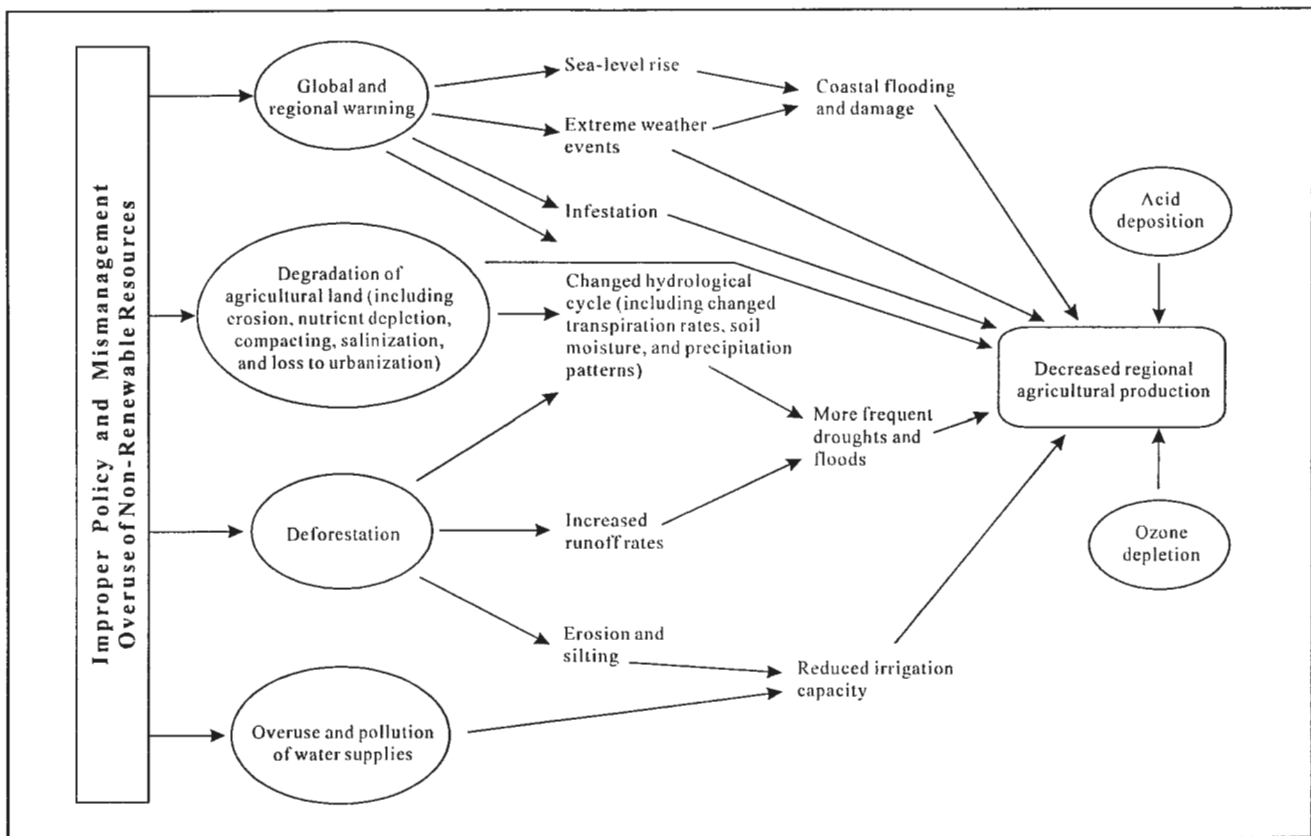 Improper Policy and Mismanagement
Overuse of Non-Renewable Resources
Global and
regional warming
Sea-level rise
Extreme weather
events
Coastal flooding
and damage
Infestation
Acid
deposition
Degradation of
agricultural land (including
erosion, nutrient depletion,
compacting, salinization,
and loss to urbanization)
Changed hydrological
cycle (including changed
transpiration rates, soil
moisture, and precipitation
patterns)
Decreased regional
agricultural production
More frequent
droughts and
floods
Deforestation
Increased
runoff rates
Ozone
depletion
Erosion and
silting
Reduced irrigation
capacity
Overuse and pollution
of water supplies